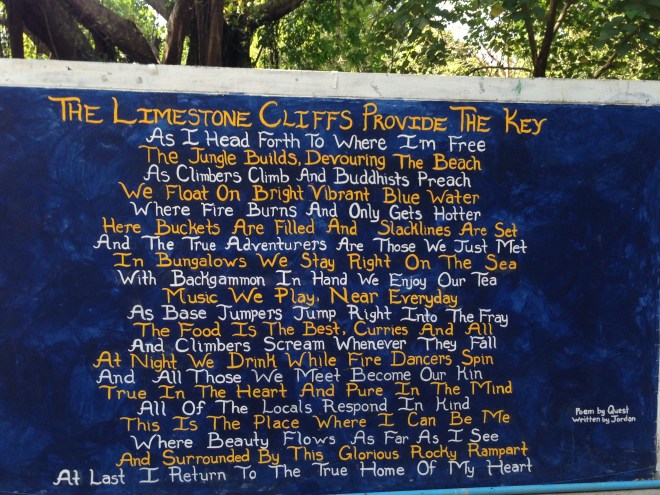 The Limestone Cliffs Provide The Key
As I Head Forth To Where I'm Free
The Jungle Builds, Devouring The Beach
As Climbers Climb And Buddhists Preach
We Float On Bright Vibrant Blue Water
Where Fire Burns And Only Gets Hotter
Here Buckets Are Filled And Slacklines Are Set
And The True Adventurers Are Those We Just Met
In Bungalows We Stay Right On The Sea
With Backgammon In Hand We Enjoy Our Tea
Music We Play, Near Everyday
As Base Jumpers Jump Right Into The Fray
The Food Is The Best, Curries And All
And Climbers Scream Whenever They Fall
At Night We Drink While Fire Dancers Spin
And All Those We Meet Become Our Kin
True In The Heart And Pure In The Mind
All Of The Locals Respond In Kind
This Is The Place Where I Can Be Me
Where Beauty Flows As Far As I See
And Surrounded By This Glorious Rocky Rampart
At Last I Return To The True Home Of My Heart
Poem by Quest
Written by Jordan